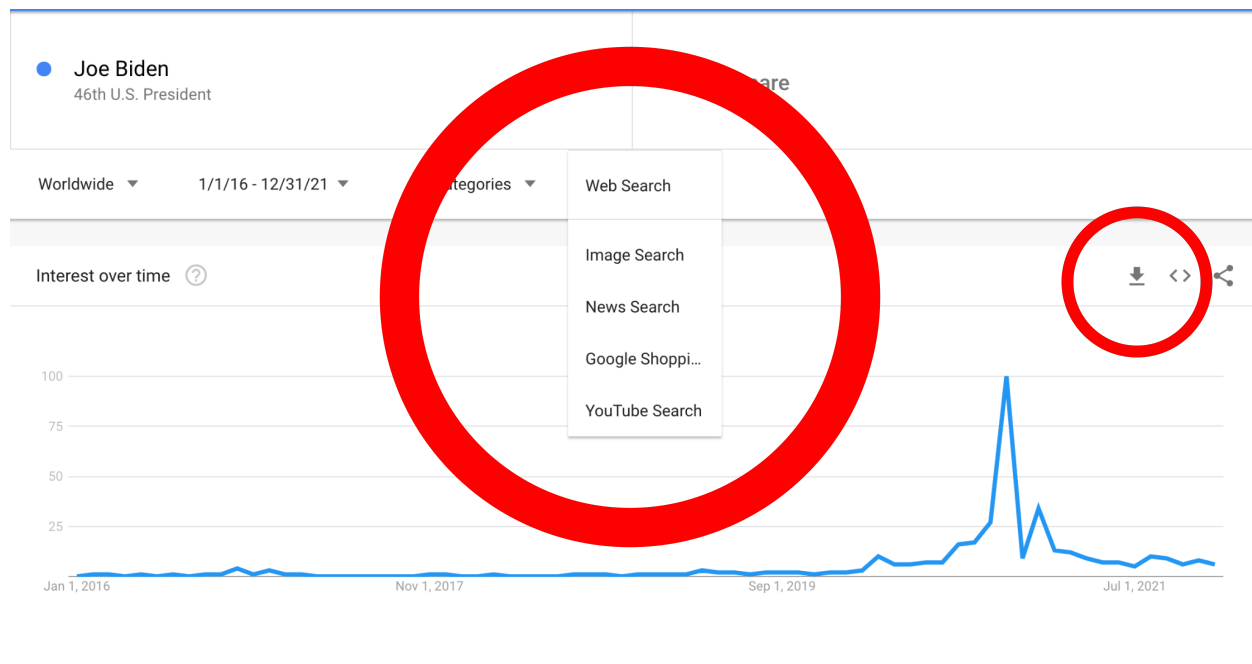 Joe Biden
46th U.S. President
Worldwide
1/1/16 - 12/31/21
Web Search
Image Search
News Search
Google Shoppi...
YouTube Search
Interest over time
?
100
75
50
25
Jan 1, 2016
Nov 1, 2017
Sep 1, 2019
Jul 1, 2021